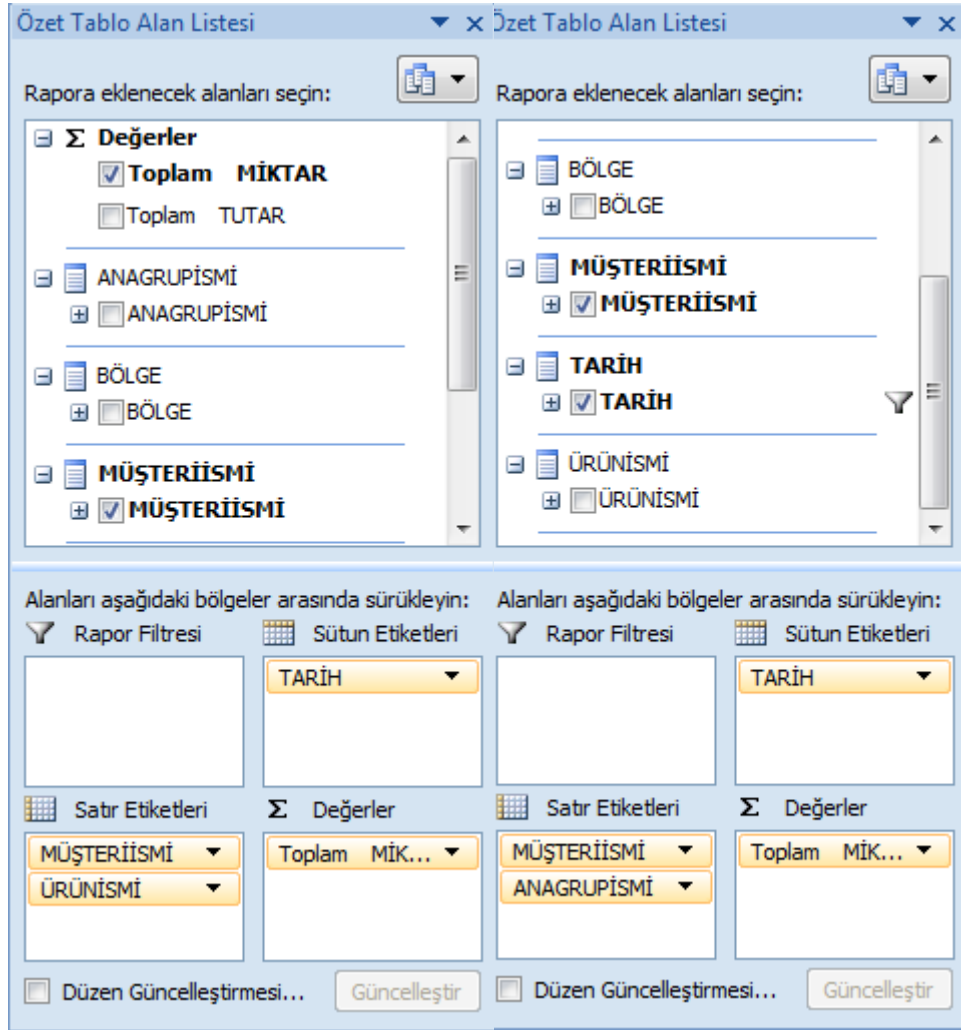 Özet Tablo Alan Listesi
Rapora eklenecek alanları seçin:
Σ Değerler
Toplam MİKTAR
Toplam TUTAR
ANAGRUPİSMİ
ANAGRUPİSMİ
BÖLGE
BÖLGE
MÜŞTERİİSMİ
MÜŞTERİİSMİ
Alanları aşağıdaki bölgeler arasında sürükleyin:
Rapor Filtresi
Sütun Etiketleri
TARİH
Satır Etiketleri
Σ Değerler
MÜŞTERİİSMİ
Toplam MİK...
ÜRÜNİSMİ
Düzen Güncelleştirmesi...
Güncelleştir
Özet Tablo Alan Listesi
Rapora eklenecek alanları seçin:
BÖLGE
BÖLGE
MÜŞTERİİSMİ
MÜŞTERİİSMİ
TARİH
TARİH
ÜRÜNİSMİ
ÜRÜNİSMİ
Alanları aşağıdaki bölgeler arasında sürükleyin:
Rapor Filtresi
Sütun Etiketleri
TARİH
Satır Etiketleri
Σ Değerler
MÜŞTERİİSMİ
Toplam MİK...
ANAGRUPİSMİ
Düzen Güncelleştirmesi...
Güncelleştir